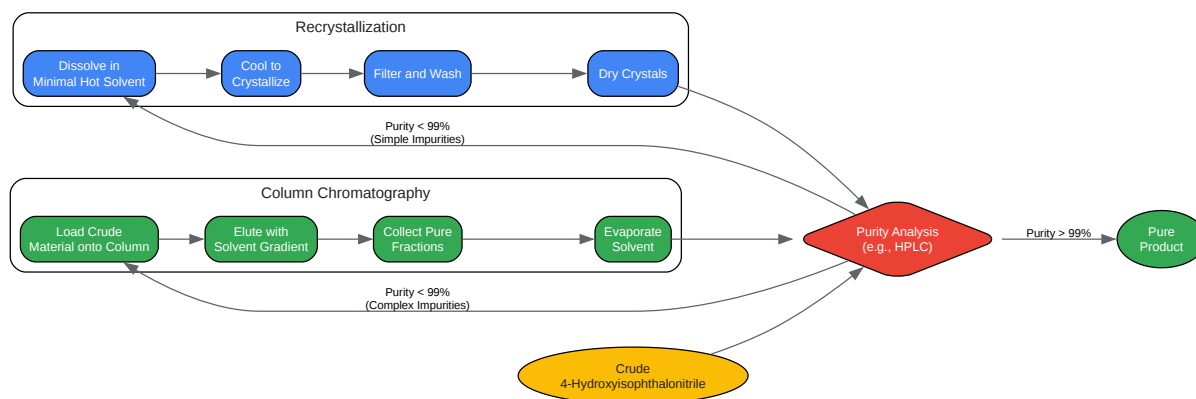 Recrystallization
Dissolve in
Minimal Hot Solvent
Cool to
Crystallize
Filter and Wash
Dry Crystals
Purity < 99%
(Simple Impurities)
Column Chromatography
Load Crude
Material onto Column
Elute with
Solvent Gradient
Collect Pure
Fractions
Evaporate
Solvent
Purity Analysis
(e.g., HPLC)
Purity > 99%
Pure
Product
Purity < 99%
(Complex Impurities)
Crude
4-Hydroxyisophthalonitrile